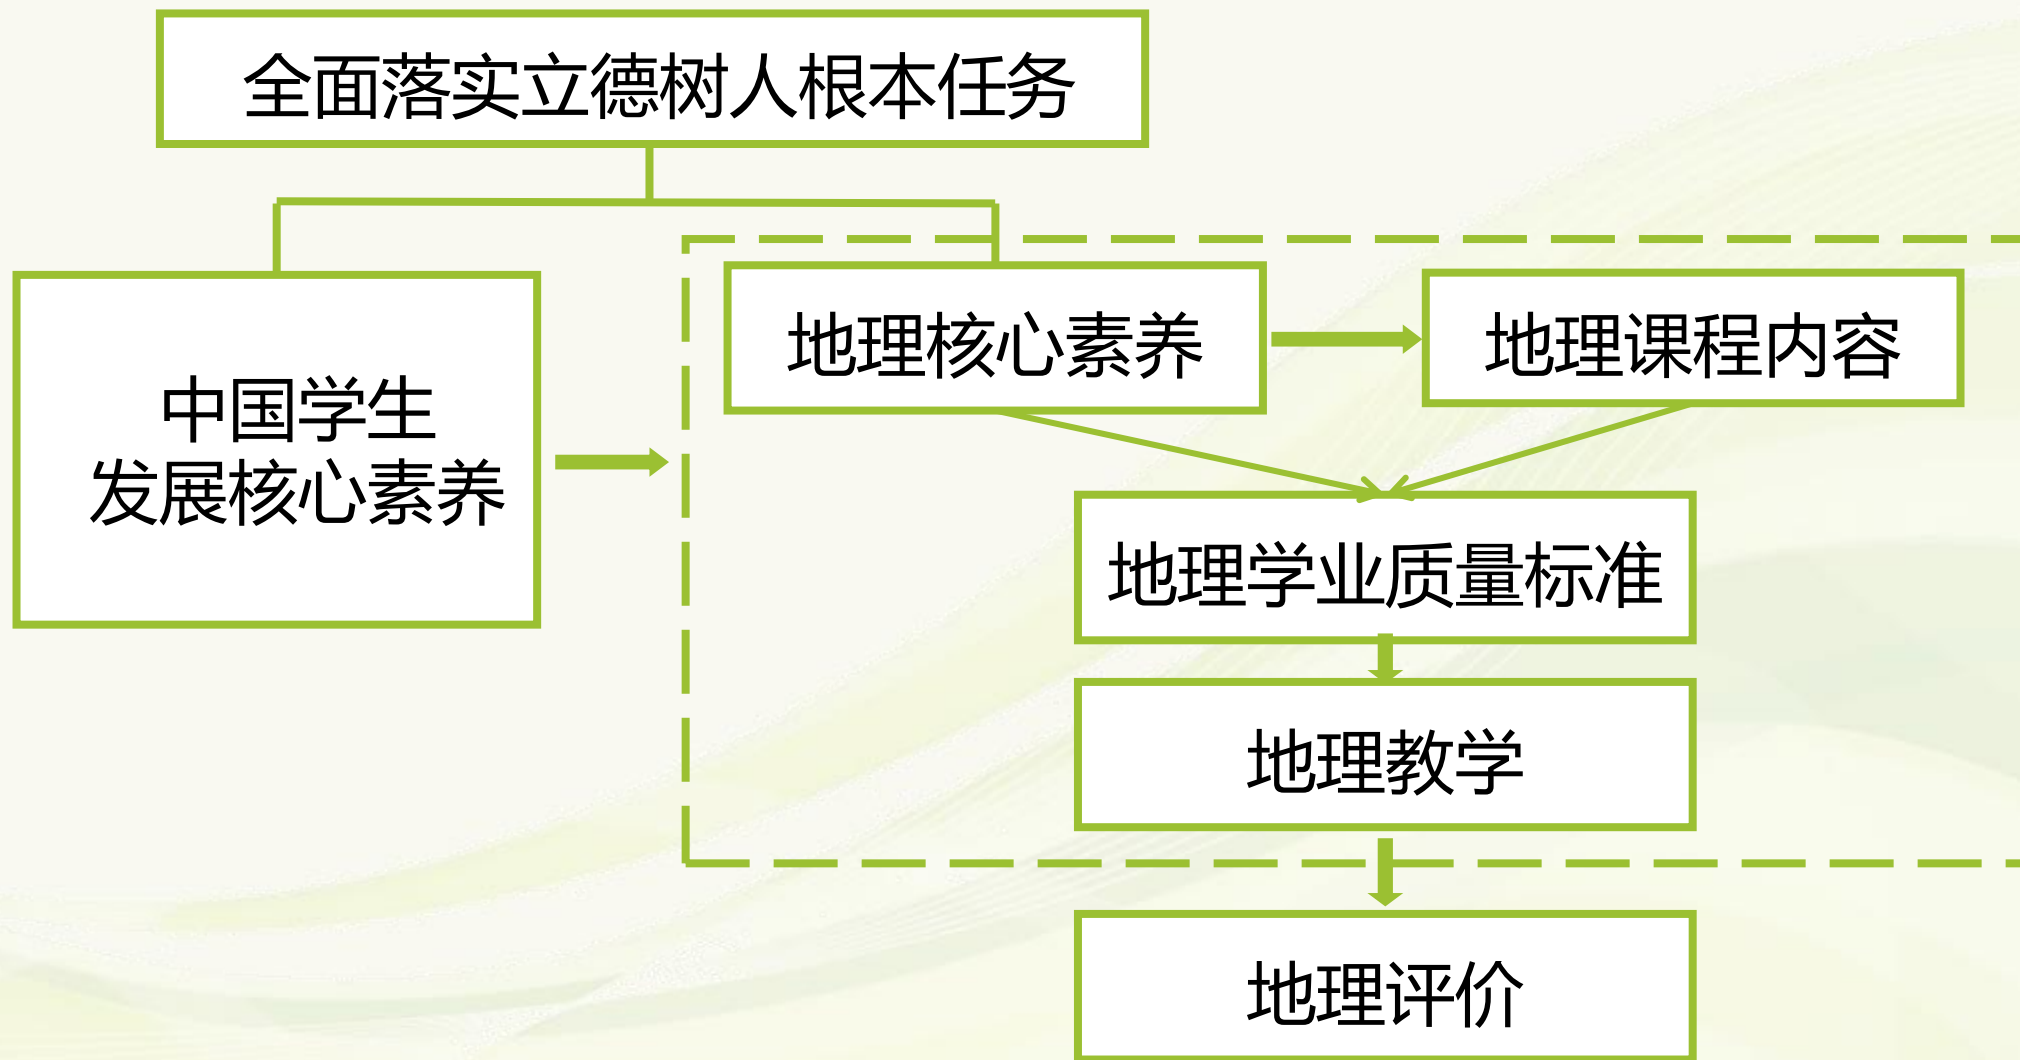 全面落实立德树人根本任务
地理核心素养
地理课程内容
中国学生
发展核心素养
地理学业质量标准
地理教学
地理评价